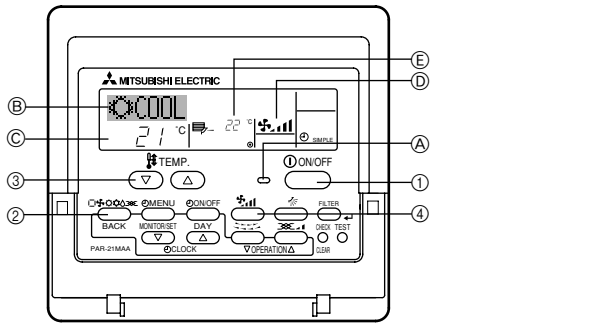 Ⓔ
Ⓓ
MITSUBISHI ELECTRIC
Ⓑ
COOL
Ⓒ
21 °C
22 °C
SIMPLE
Ⓐ
TEMP.
ON/OFF
③
①
MENU
ON/OFF
FILTER
②
④
BACK
MONITOR/SET
DAY
CHECK
TEST
PAR-21MAA
CLOCK
▽OPERATION△
CLEAR